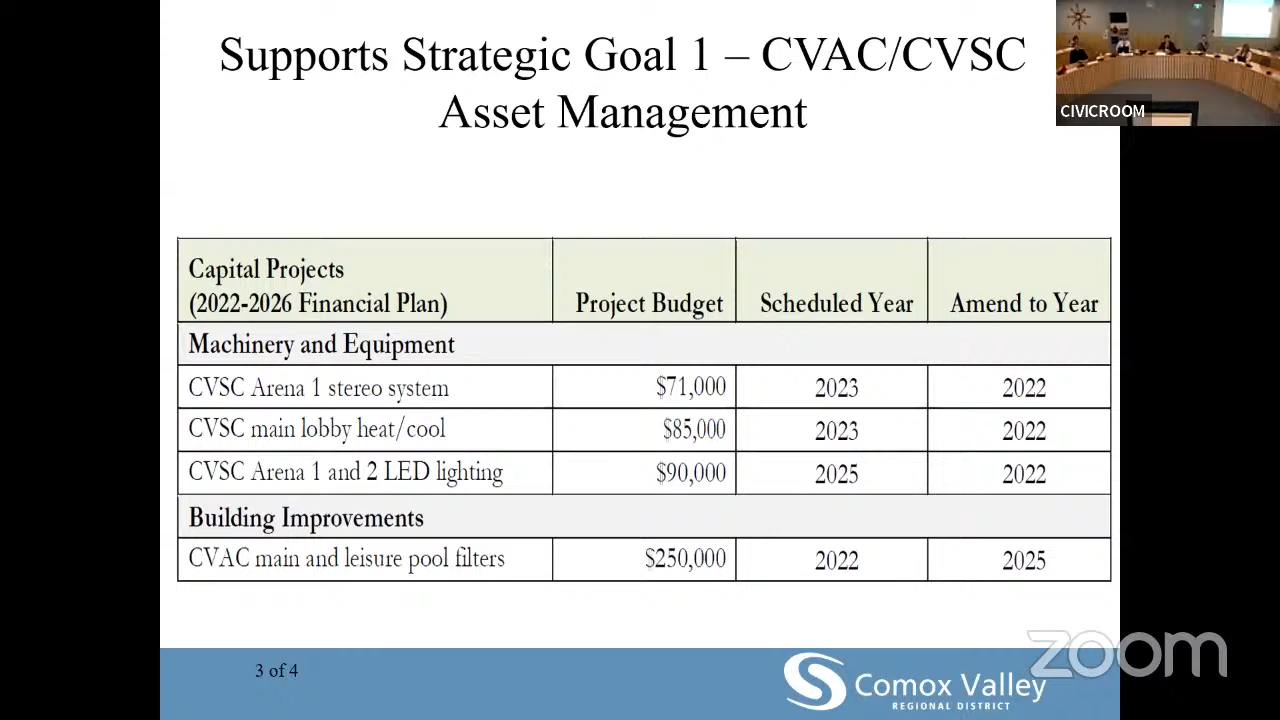 Supports Strategic Goal 1 – CVAC/CVSC
Asset Management
CIVICROOM
Capital Projects
(2022-2026 Financial Plan) Project Budget Scheduled Year Amend to Year
Machinery and Equipment
CVSC Arena 1 stereo system $71,000 2023 2022
CVSC main lobby heat/cool $85,000 2023 2022
CVSC Arena 1 and 2 LED lighting $90,000 2025 2022
Building Improvements
CVAC main and leisure pool filters $250,000 2022 2025
3 of 4
Comox Valley
REGIONAL DISTRICT
zoom